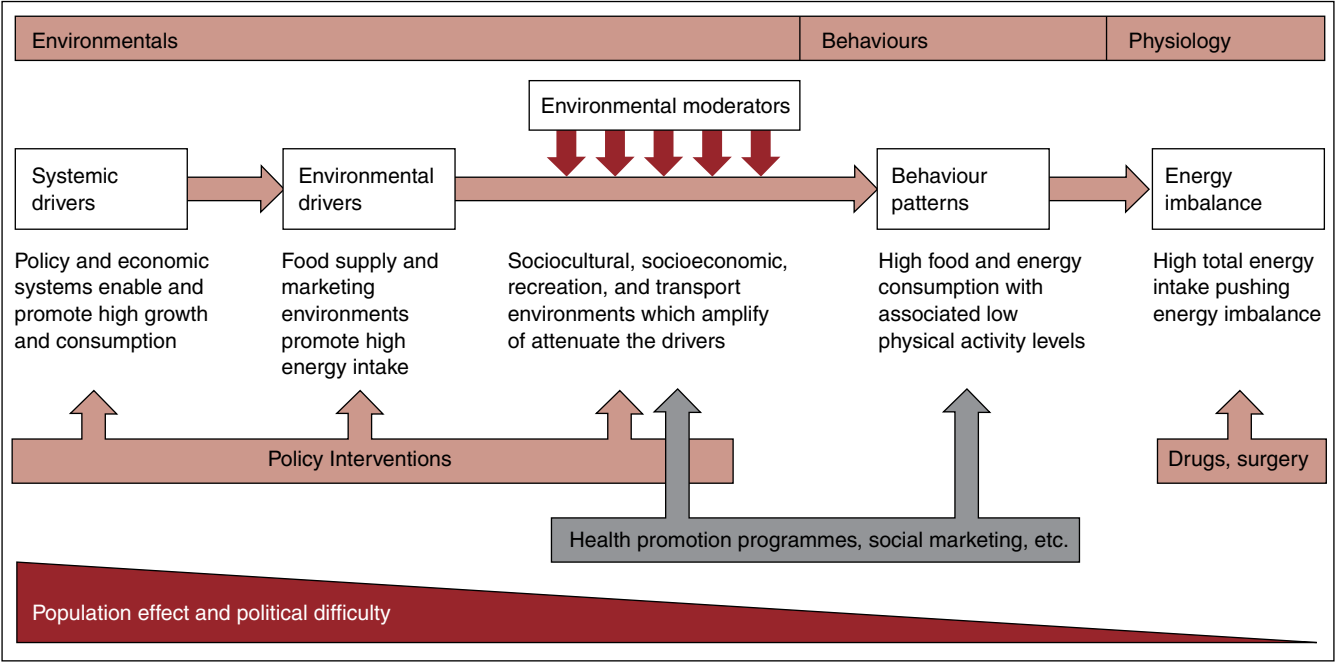 Environmentals
Behaviours
Physiology
Environmental moderators
Systemic
drivers
Environmental
drivers
Behaviour
patterns
Energy
imbalance
Policy and economic
systems enable and
promote high growth
and consumption
Food supply and
marketing
environments
promote high
energy intake
Sociocultural, socioeconomic,
recreation, and transport
environments which amplify
of attenuate the drivers
High food and energy
consumption with
associated low
physical activity levels
High total energy
intake pushing
energy imbalance
Policy Interventions
Drugs, surgery
Health promotion programmes, social marketing, etc.
Population effect and political difficulty